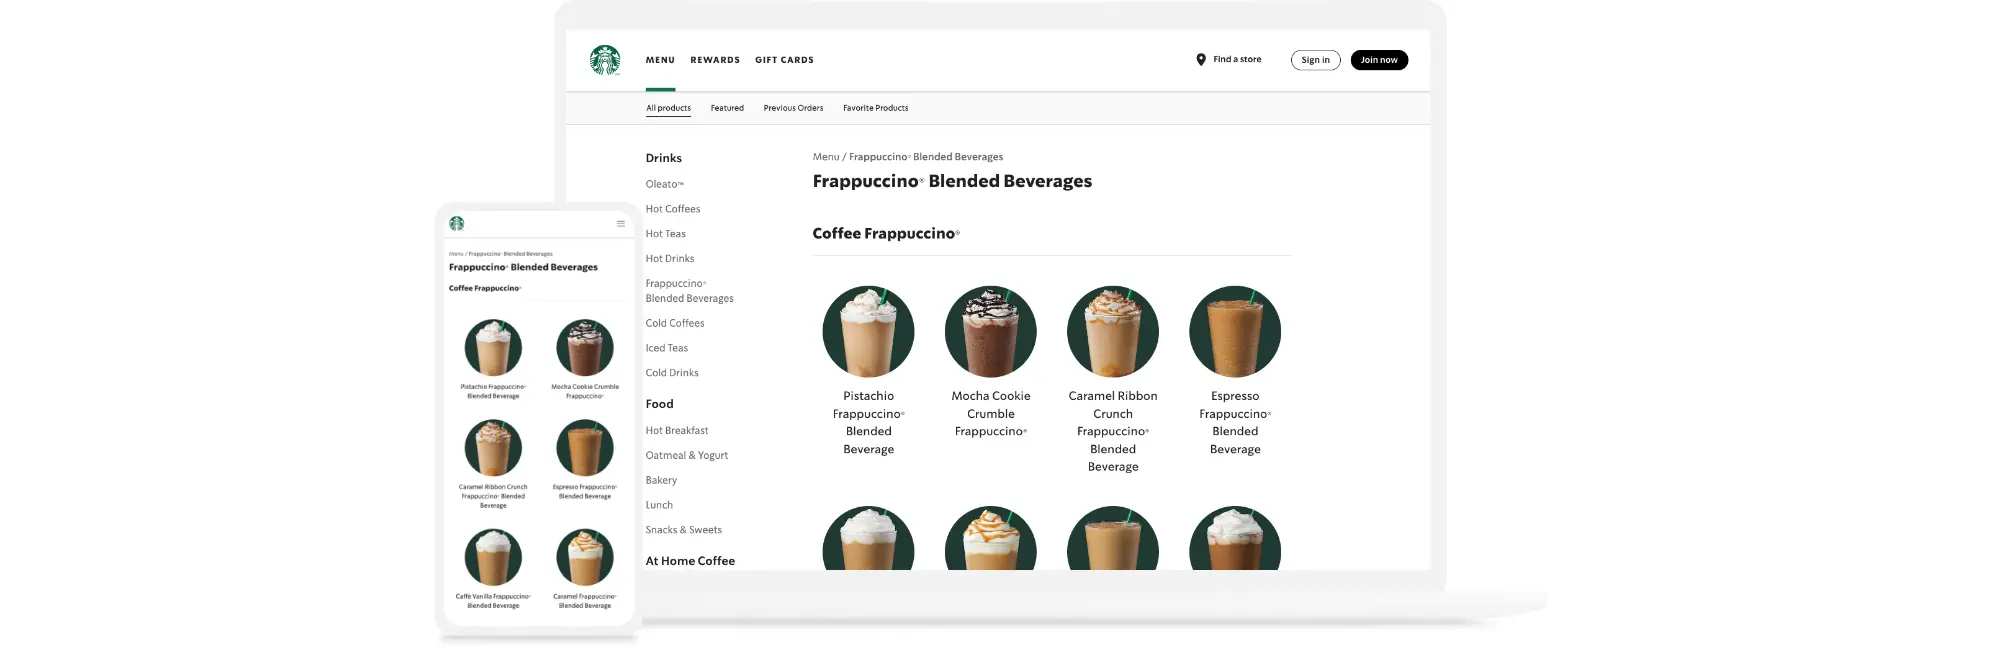 MENU REWARDS GIFT CARDS
Find a store
Sign in
Join now
All products Featured Previous Orders Favorite Products
Drinks
Oleato™
Hot Coffees
Hot Teas
Hot Drinks
Frappuccino®
Blended Beverages
Cold Coffees
Iced Teas
Cold Drinks
Food
Hot Breakfast
Oatmeal & Yogurt
Bakery
Lunch
Snacks & Sweets
At Home Coffee
Menu / Frappuccino® Blended Beverages
Frappuccino® Blended Beverages
Coffee Frappuccino®
Pistachio
Frappuccino®
Blended
Beverage
Mocha Cookie
Crumble
Frappuccino®
Caramel Ribbon
Crunch
Frappuccino®
Blended
Beverage
Espresso
Frappuccino®
Blended
Beverage
Menu / Frappuccino® Blended Beverages
Frappuccino® Blended Beverages
Coffee Frappuccino®
Pistachio Frappuccino®
Blended Beverage
Mocha Cookie Crumble
Frappuccino®
Caramel Ribbon Crunch
Frappuccino® Blended
Beverage
Espresso Frappuccino®
Blended Beverage
Caffè Vanilla Frappuccino®
Blended Beverage
Caramel Frappuccino®
Blended Beverage